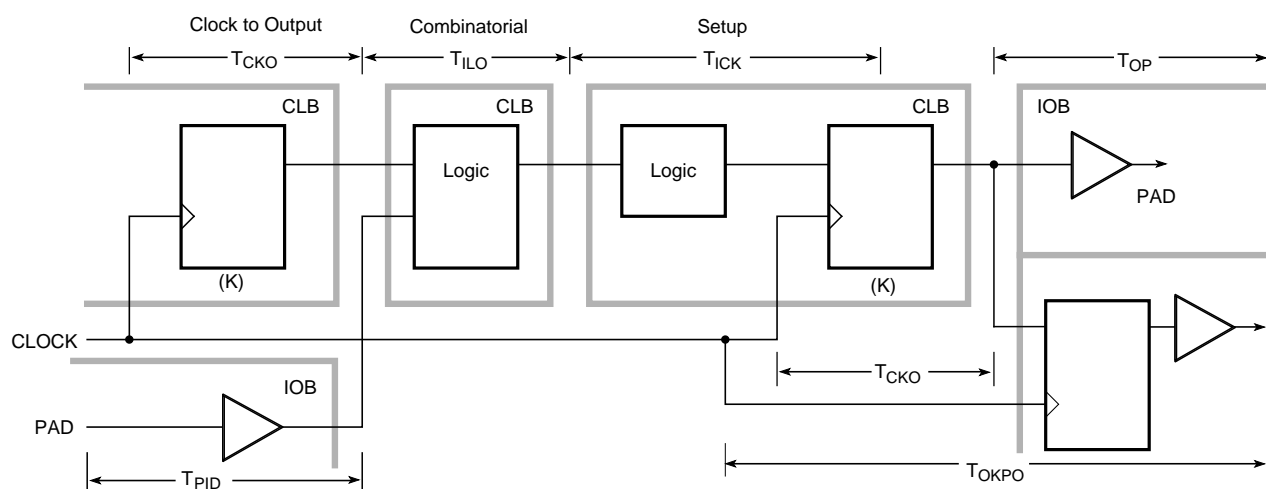 Clock to Output
Combinatorial
Setup
TCKO
TILO
TICK
TOP
CLB
CLB
IOB
Logic
Logic
PAD
(K)
(K)
CLOCK
TCKO
IOB
PAD
TPID
TOKPO